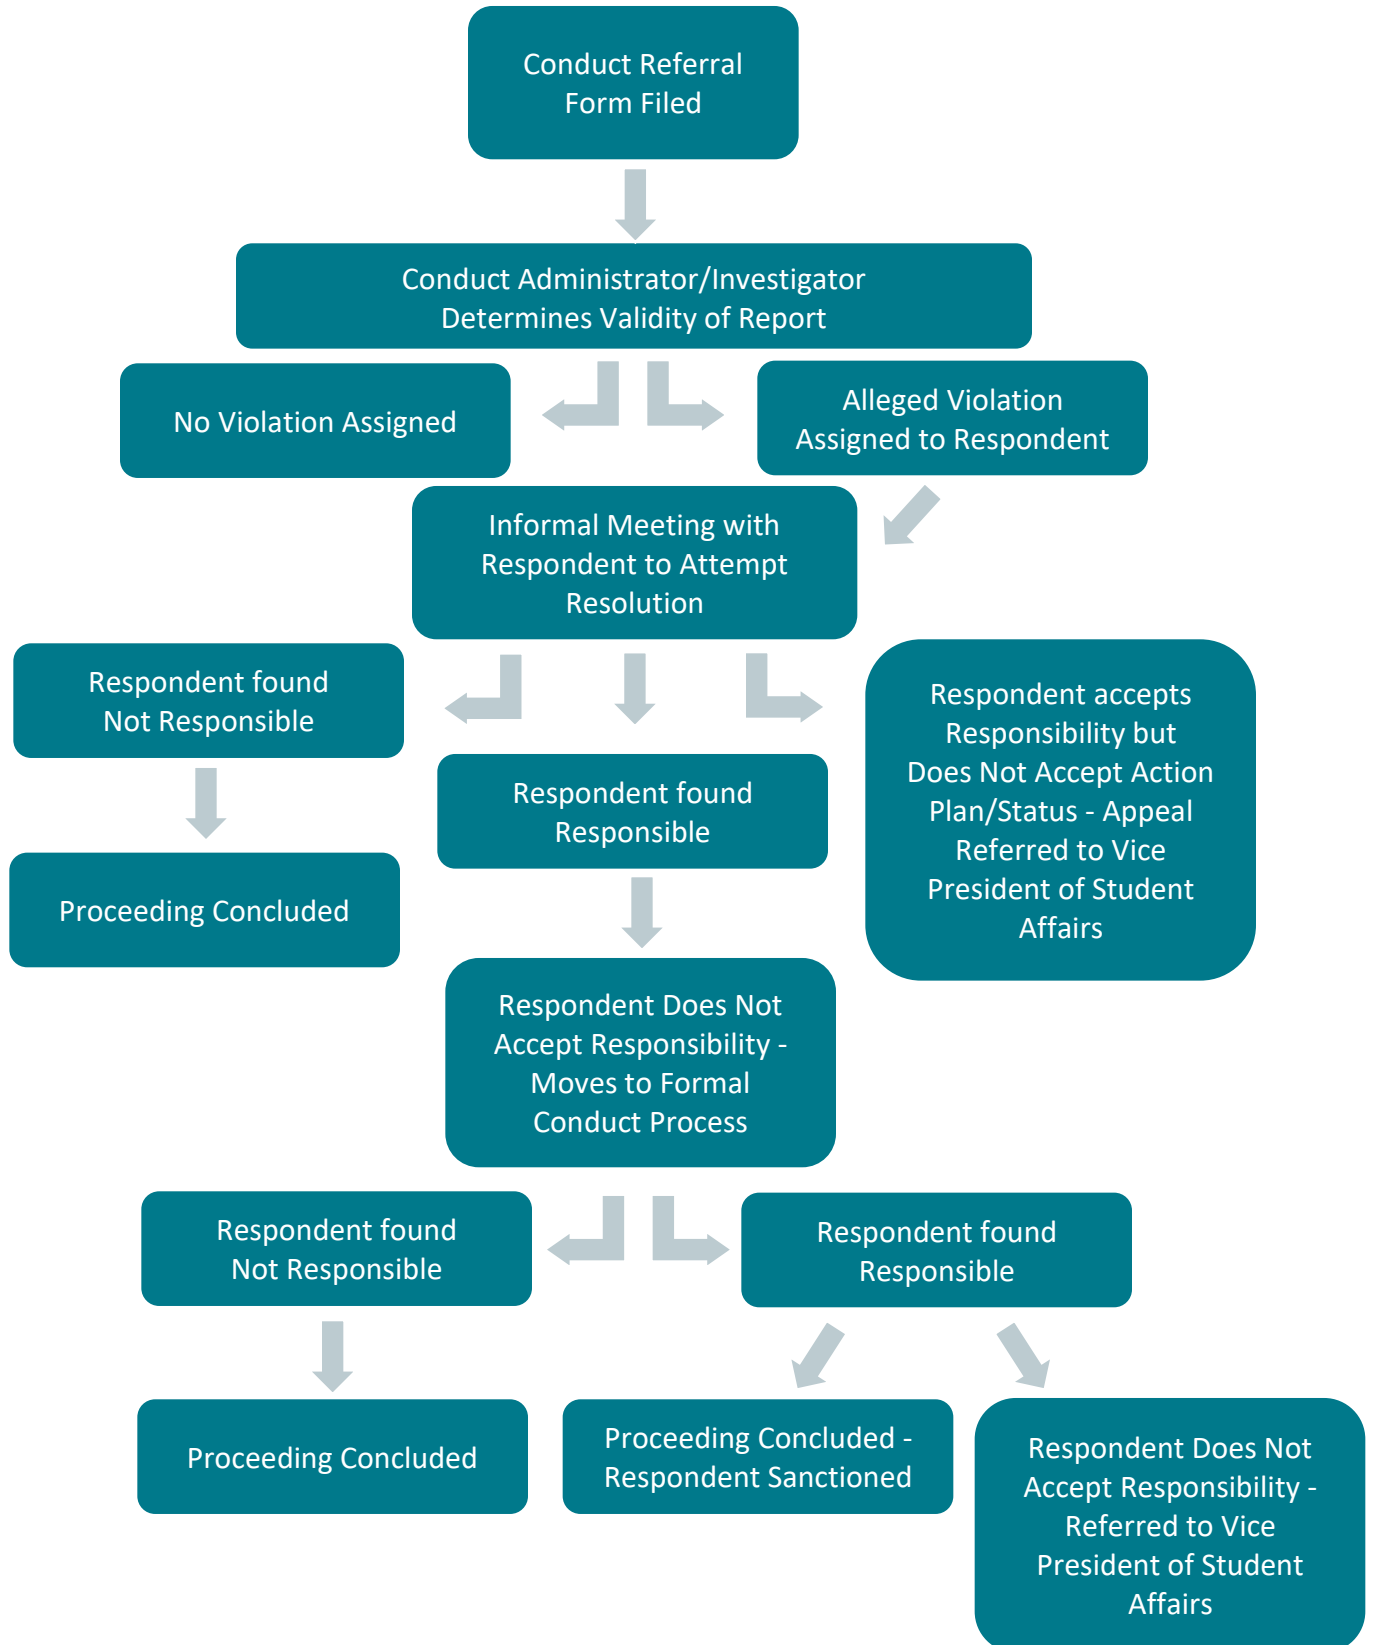 Conduct Referral
Form Filed
Conduct Administrator/Investigator
Determines Validity of Report
No Violation Assigned
Alleged Violation
Assigned to Respondent
Informal Meeting with
Respondent to Attempt
Resolution
Respondent found
Not Responsible
Respondent found
Responsible
Respondent accepts
Responsibility but
Does Not Accept Action
Plan/Status - Appeal
Referred to Vice
President of Student
Affairs
Proceeding Concluded
Respondent Does Not
Accept Responsibility -
Moves to Formal
Conduct Process
Respondent found
Not Responsible
Respondent found
Responsible
Proceeding Concluded
Proceeding Concluded -
Respondent Sanctioned
Respondent Does Not
Accept Responsibility -
Referred to Vice
President of Student
Affairs